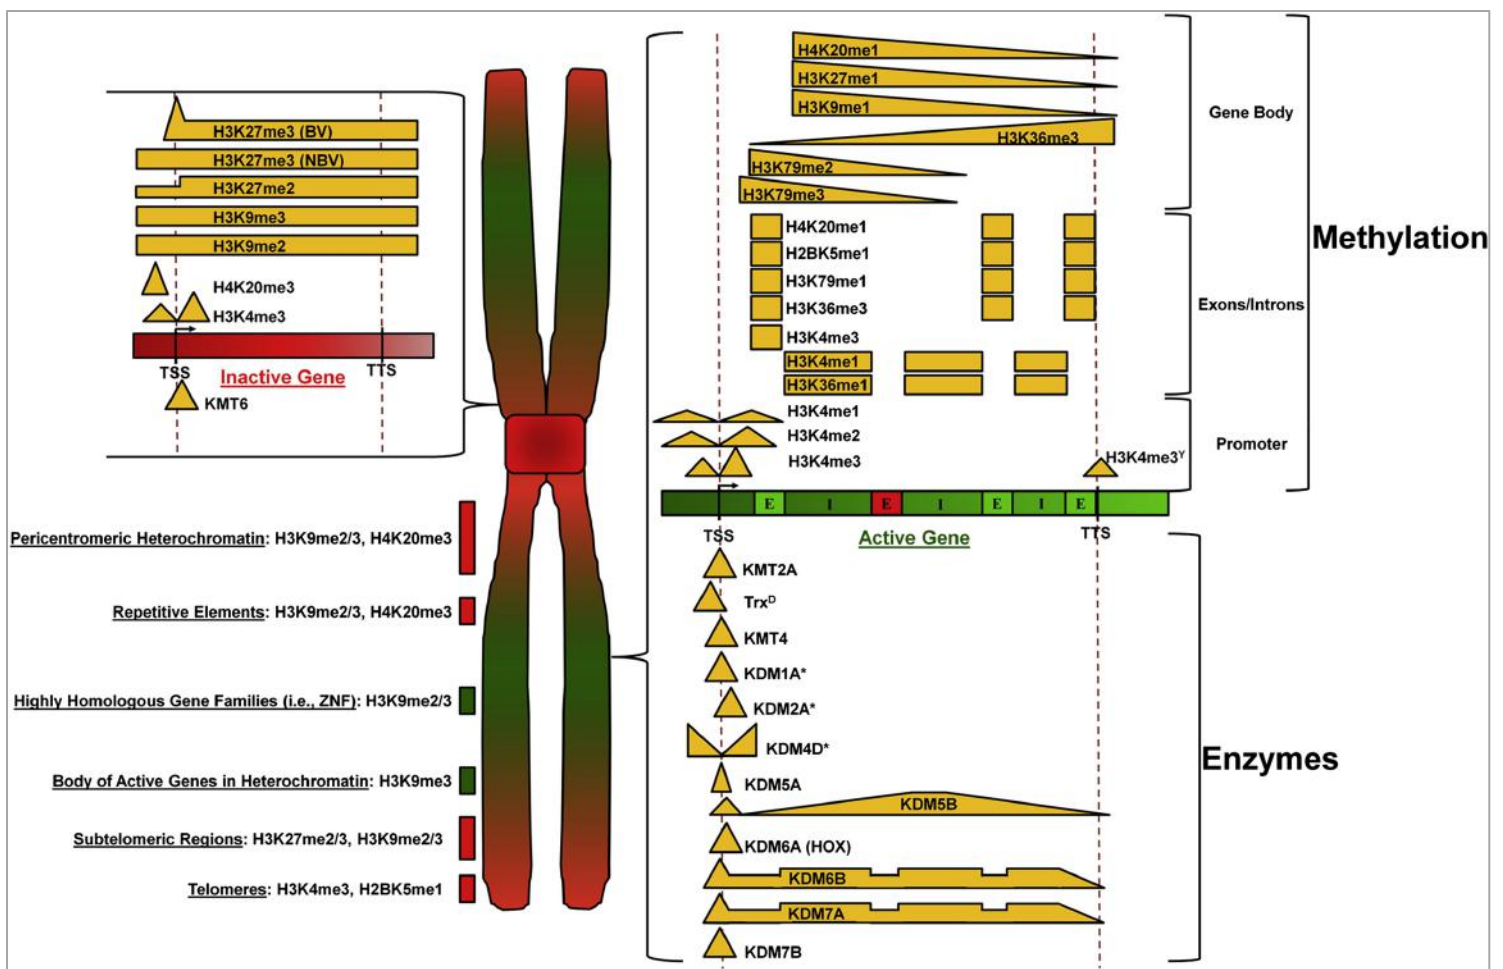 H3K27me3 (BV)
H3K27me3 (NBV)
H3K27me2
H3K9me3
H3K9me2
H4K20me3
H3K4me3
TSS
TTS
Inactive Gene
KMT6
Pericentromeric Heterochromatin: H3K9me2/3, H4K20me3
Repetitive Elements: H3K9me2/3, H4K20me3
Highly Homologous Gene Families (i.e., ZNF): H3K9me2/3
Body of Active Genes in Heterochromatin: H3K9me3
Subtelomeric Regions: H3K27me2/3, H3K9me2/3
Telomeres: H3K4me3, H2BK5me1
H4K20me1
H3K27me1
H3K9me1
H3K36me3
H3K79me2
H3K79me3
Gene Body
H4K20me1
H2BK5me1
H3K79me1
H3K36me3
H3K4me3
H3K4me1
H3K36me1
Exons/Introns
H3K4me1
H3K4me2
H3K4me3
H3K4me3ʸ
Promoter
Methylation
E I E I E I E
TSS
Active Gene
TTS
KMT2A
Trxᴰ
KMT4
KDM1A*
KDM2A*
KDM4D*
KDM5A
KDM5B
KDM6A (HOX)
KDM6B
KDM7A
KDM7B
Enzymes